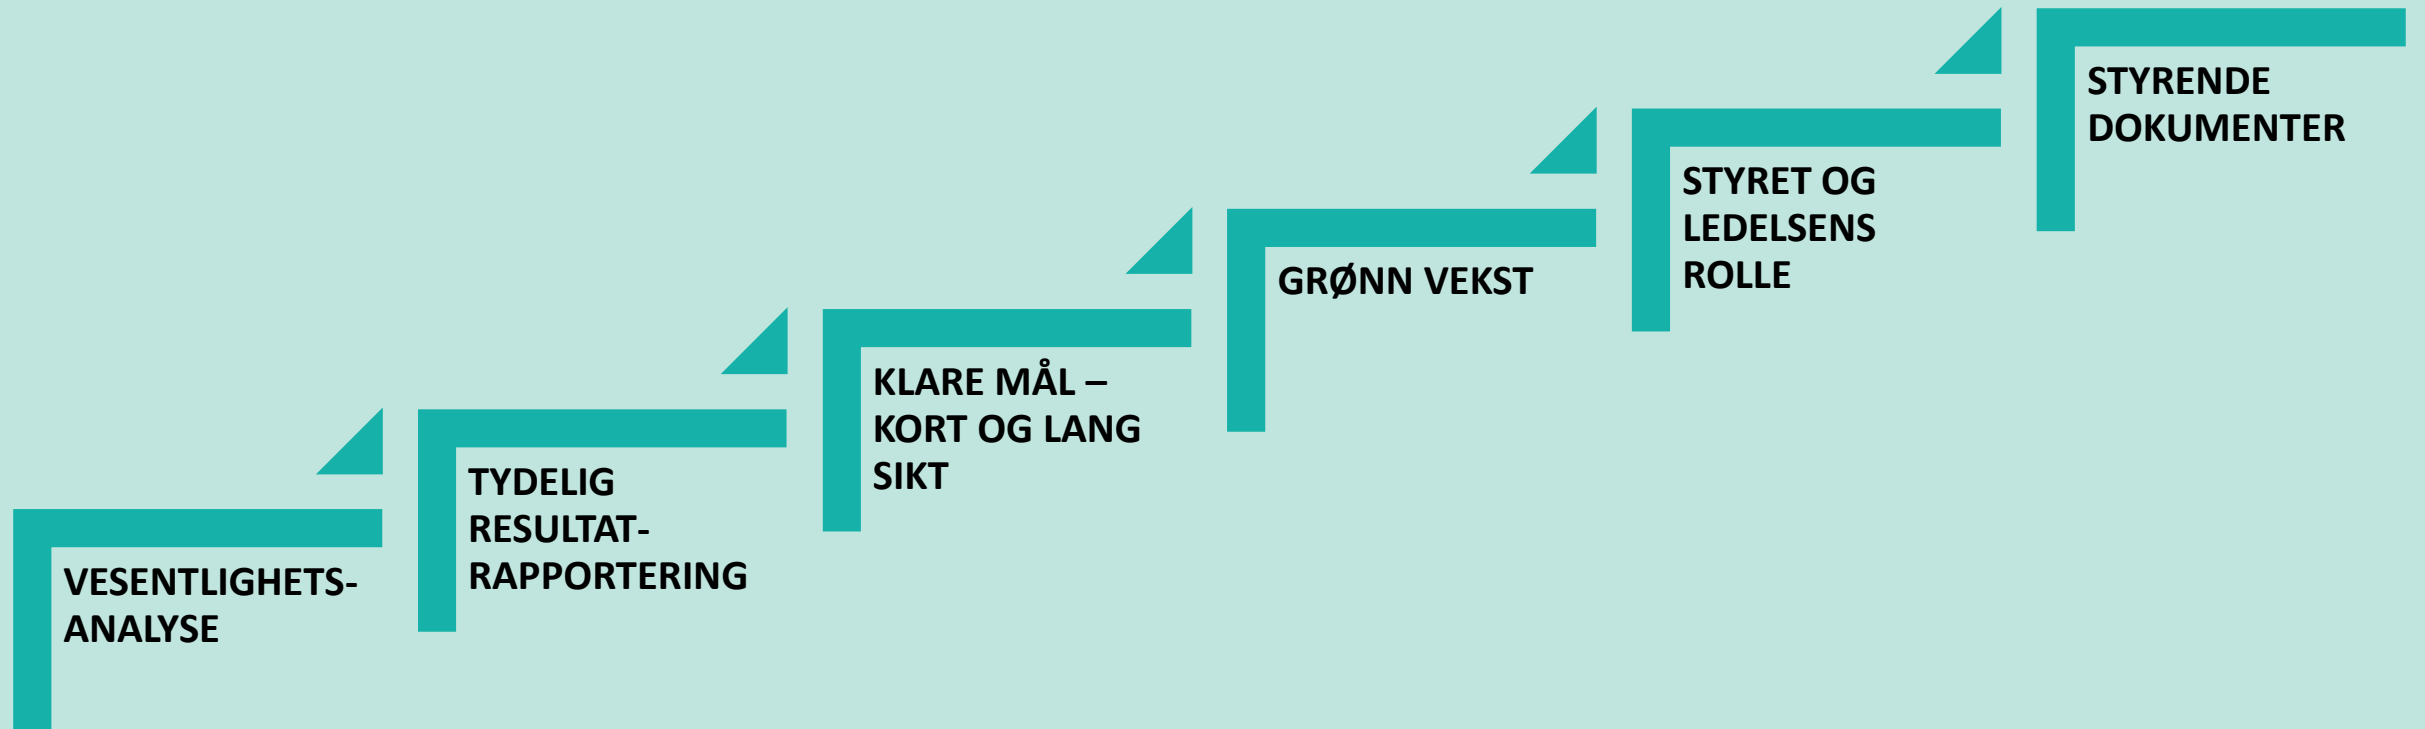 VESENTLIGHETS-
ANALYSE
TYDELIG
RESULTAT-
RAPPORTERING
KLARE MÅL –
KORT OG LANG
SIKT
GRØNN VEKST
STYRET OG
LEDELSENS
ROLLE
STYRENDE
DOKUMENTER